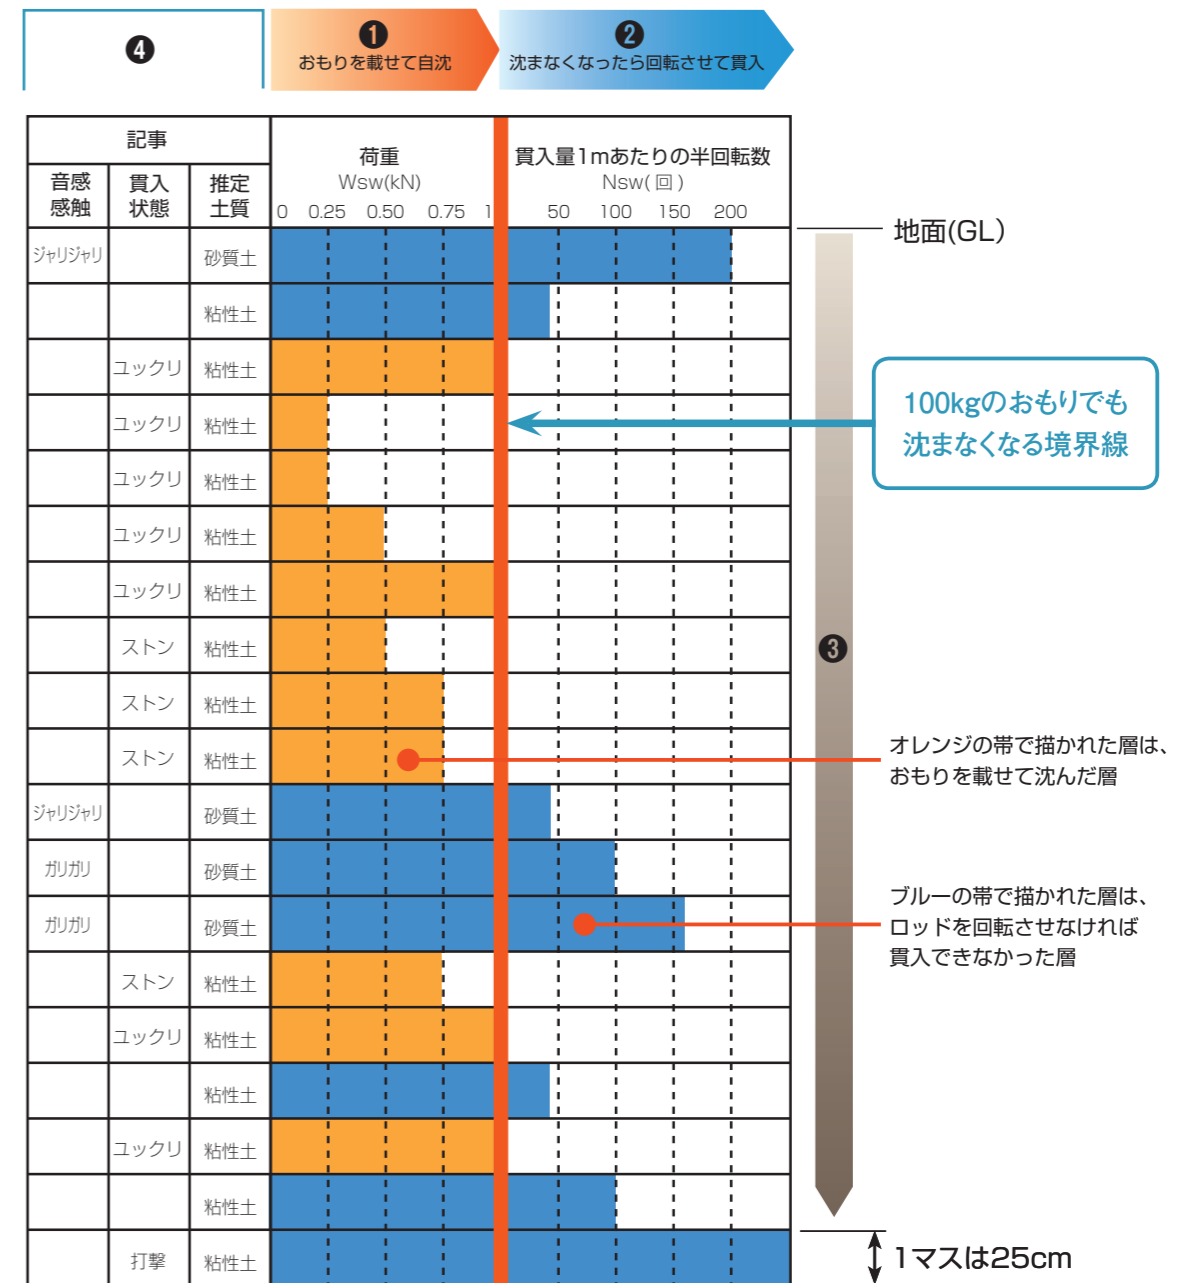 ❹
❶
おもりを載せて自沈
❷
沈まなくなったら回転させて貫入
記事
音感
感触
貫入
状態
推定
土質
荷重
Wsw(kN)
0 0.25 0.50 0.75 1
貫入量1mあたりの半回転数
Nsw(回)
50 100 150 200
地面(GL)
ジャリジャリ 砂質土
粘性土
ユックリ 粘性土
ユックリ 粘性土
ユックリ 粘性土
ユックリ 粘性土
ユックリ 粘性土
ストン 粘性土
ストン 粘性土
ストン 粘性土
ジャリジャリ 砂質土
ガリガリ 砂質土
ガリガリ 砂質土
ストン 粘性土
ユックリ 粘性土
粘性土
ユックリ 粘性土
粘性土
打撃 粘性土
100kgのおもりでも
沈まなくなる境界線
❸
オレンジの帯で描かれた層は、
おもりを載せて沈んだ層
ブルーの帯で描かれた層は、
ロッドを回転させなければ
貫入できなかった層
1マスは25cm